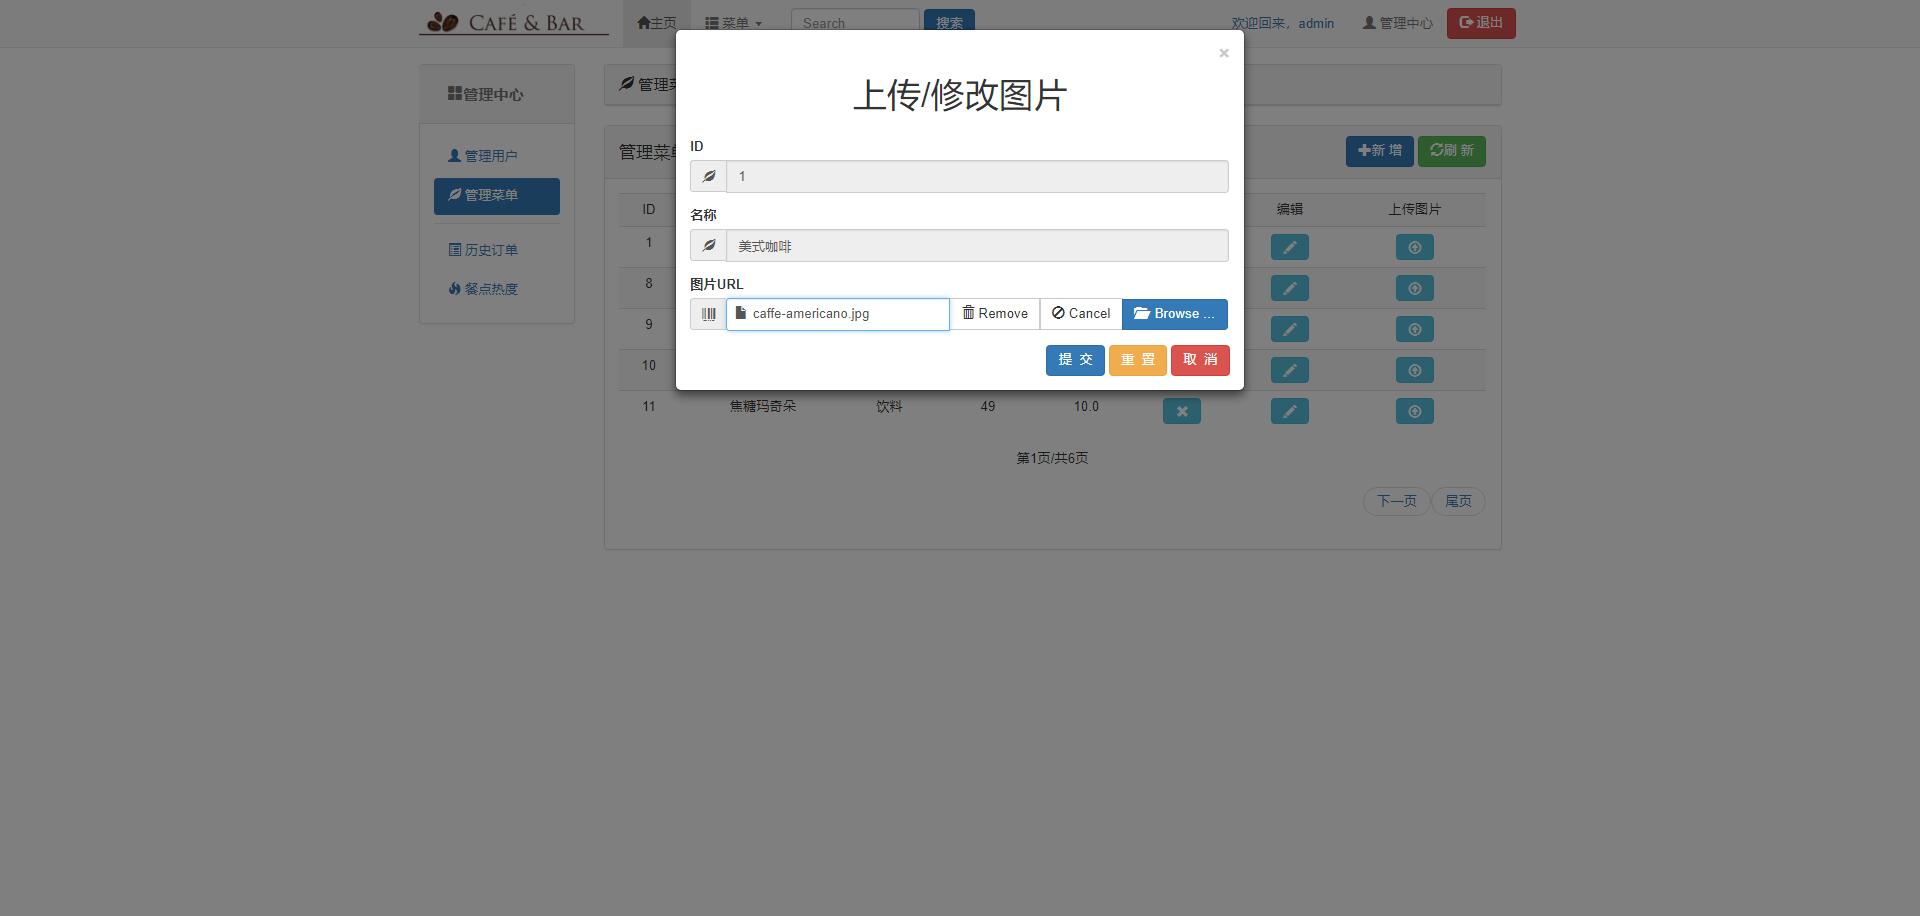 CAFÉ & BAR
主页
菜单
Search
搜索
欢迎回来，admin
管理中心
退出
管理中心
管理用户
管理菜单
历史订单
餐点热度
管理菜
管理菜
新 增
刷 新
ID
编辑
上传图片
1
8
9
10
11
焦糖玛奇朵
饮料
49
10.0
第1页/共6页
下一页
尾页
×
上传/修改图片
ID
1
名称
美式咖啡
图片URL
caffe-americano.jpg
Remove
Cancel
Browse ...
提 交
重 置
取 消